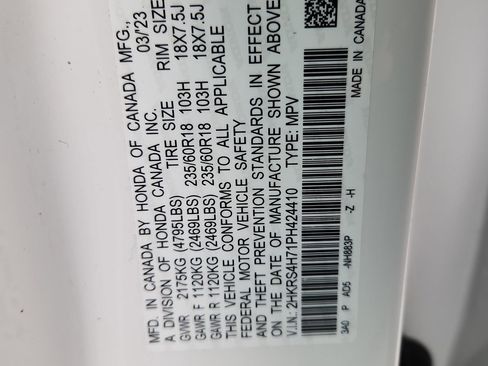 MFD. IN CANADA BY HONDA OF CANADA MFG.,
A DIVISION OF HONDA CANADA INC. 03/23
TIRE SIZE RIM SIZE
GVWR 2175KG (4795LBS)
GAWR F 1120KG (2469LBS) 235/60R18 103H 18X7.5J
GAWR R 1120KG (2469LBS) 235/60R18 103H 18X7.5J
THIS VEHICLE CONFORMS TO ALL APPLICABLE
FEDERAL MOTOR VEHICLE SAFETY
AND THEFT PREVENTION STANDARDS IN EFFECT
ON THE DATE OF MANUFACTURE SHOWN ABOVE
V.I.N.: 2HKRS4H71PH424410 TYPE: MPV
3A0 P AD5 -NH883P -Z -H
MADE IN CANADA